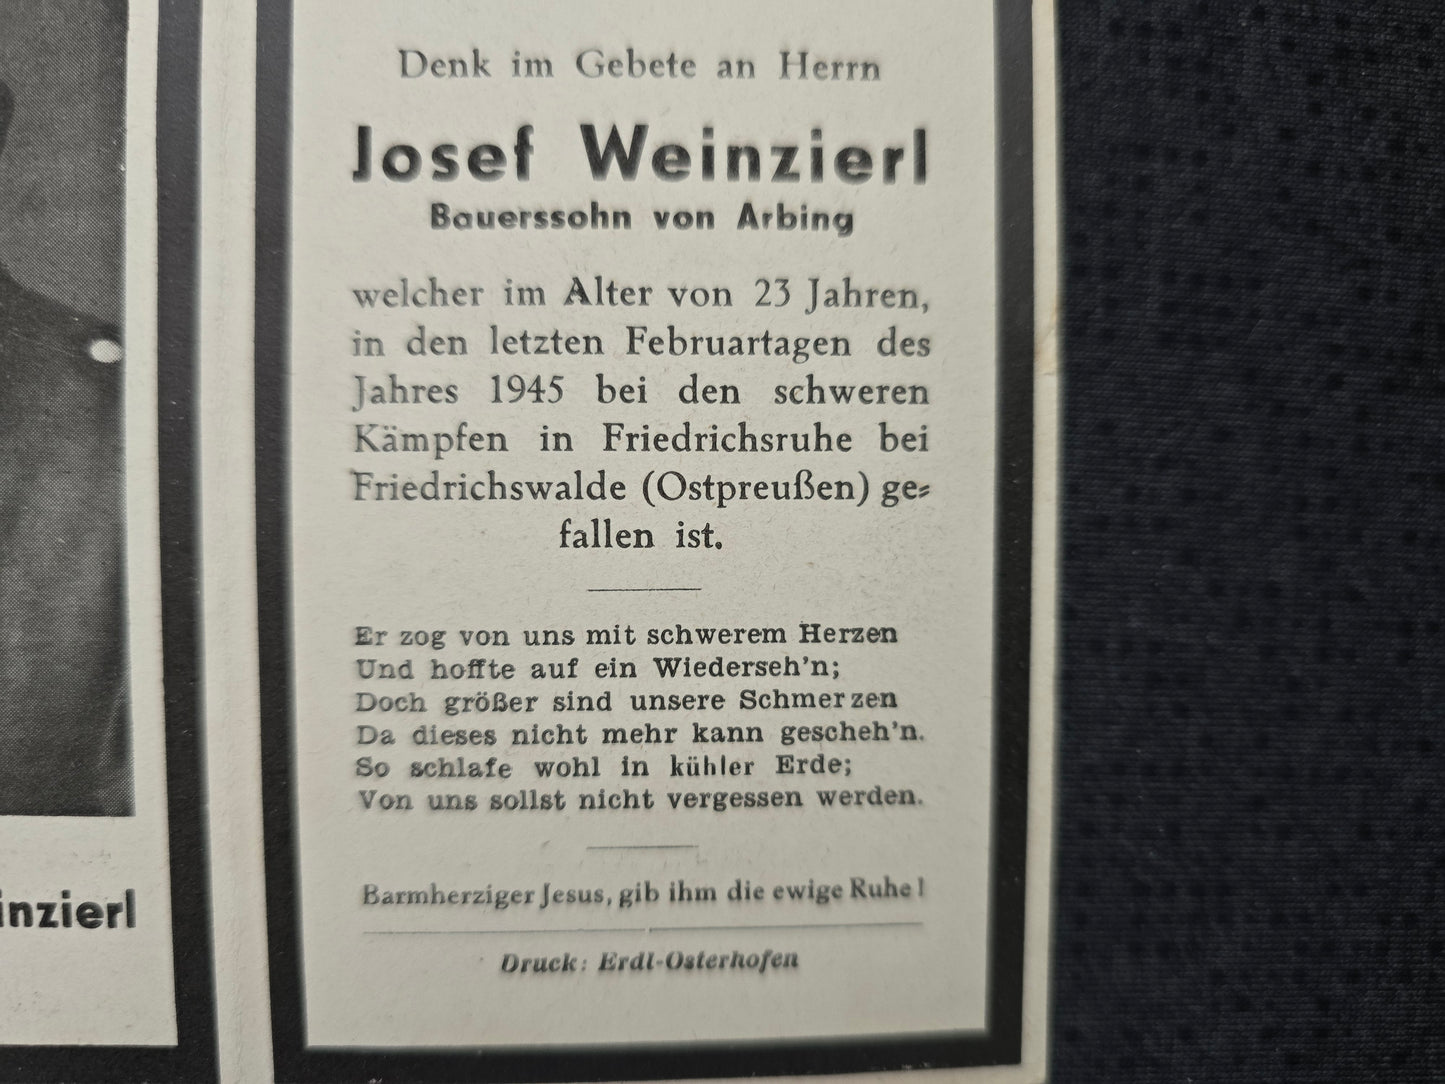 Denk im Gebete an Herrn
Josef Weinzierl
Bauerssohn von Arbing
welcher im Alter von 23 Jahren,
in den letzten Februartagen des
Jahres 1945 bei den schweren
Kämpfen in Friedrichsruhe bei
Friedrichswalde (Ostpreußen) ge⸗
fallen ist.
Er zog von uns mit schwerem Herzen
Und hoffte auf ein Wiederseh'n;
Doch größer sind unsere Schmerzen
Da dieses nicht mehr kann gescheh'n.
So schlafe wohl in kühler Erde;
Von uns sollst nicht vergessen werden.
Barmherziger Jesus, gib ihm die ewige Ruhe!
Druck: Erdl-Osterhofen
inzierl